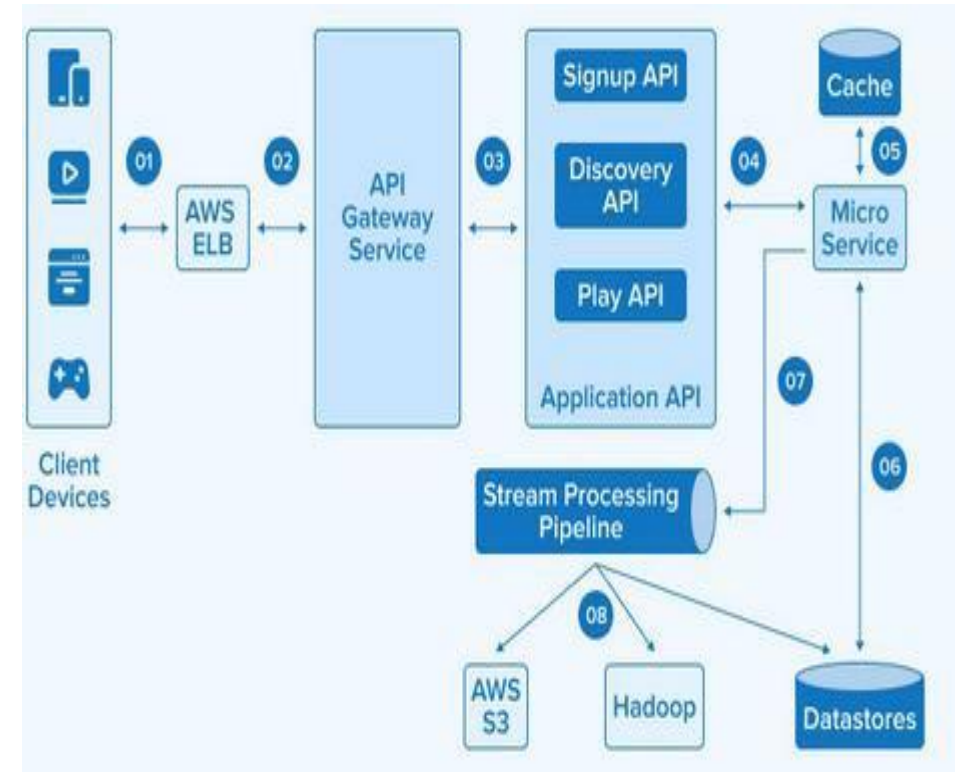 Client
Devices
01
AWS
ELB
02
API
Gateway
Service
03
Signup API
Discovery
API
Play API
Application API
04
Cache
05
Micro
Service
07
06
Stream Processing
Pipeline
08
AWS
S3
Hadoop
Datastores